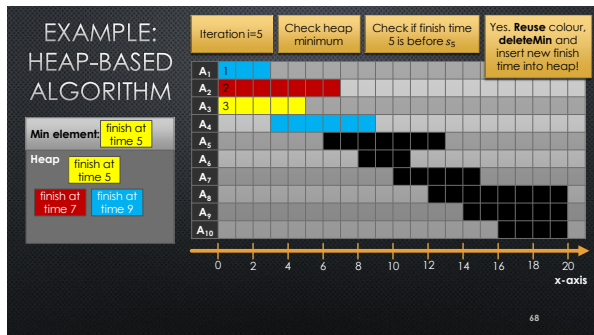 EXAMPLE:
HEAP-BASED
ALGORITHM
Iteration i=5
Check heap
minimum
Check if finish time
5 is before s₅
Yes. Reuse colour,
deleteMin and
insert new finish
time into heap!
Min element:
finish at
time 5
Heap
finish at
time 5
finish at
time 7
finish at
time 9
A₁ 1
A₂ 2
A₃ 3
A₄
A₅
A₆
A₇
A₈
A₉
A₁₀
0 2 4 6 8 10 12 14 16 18 20
x-axis
68